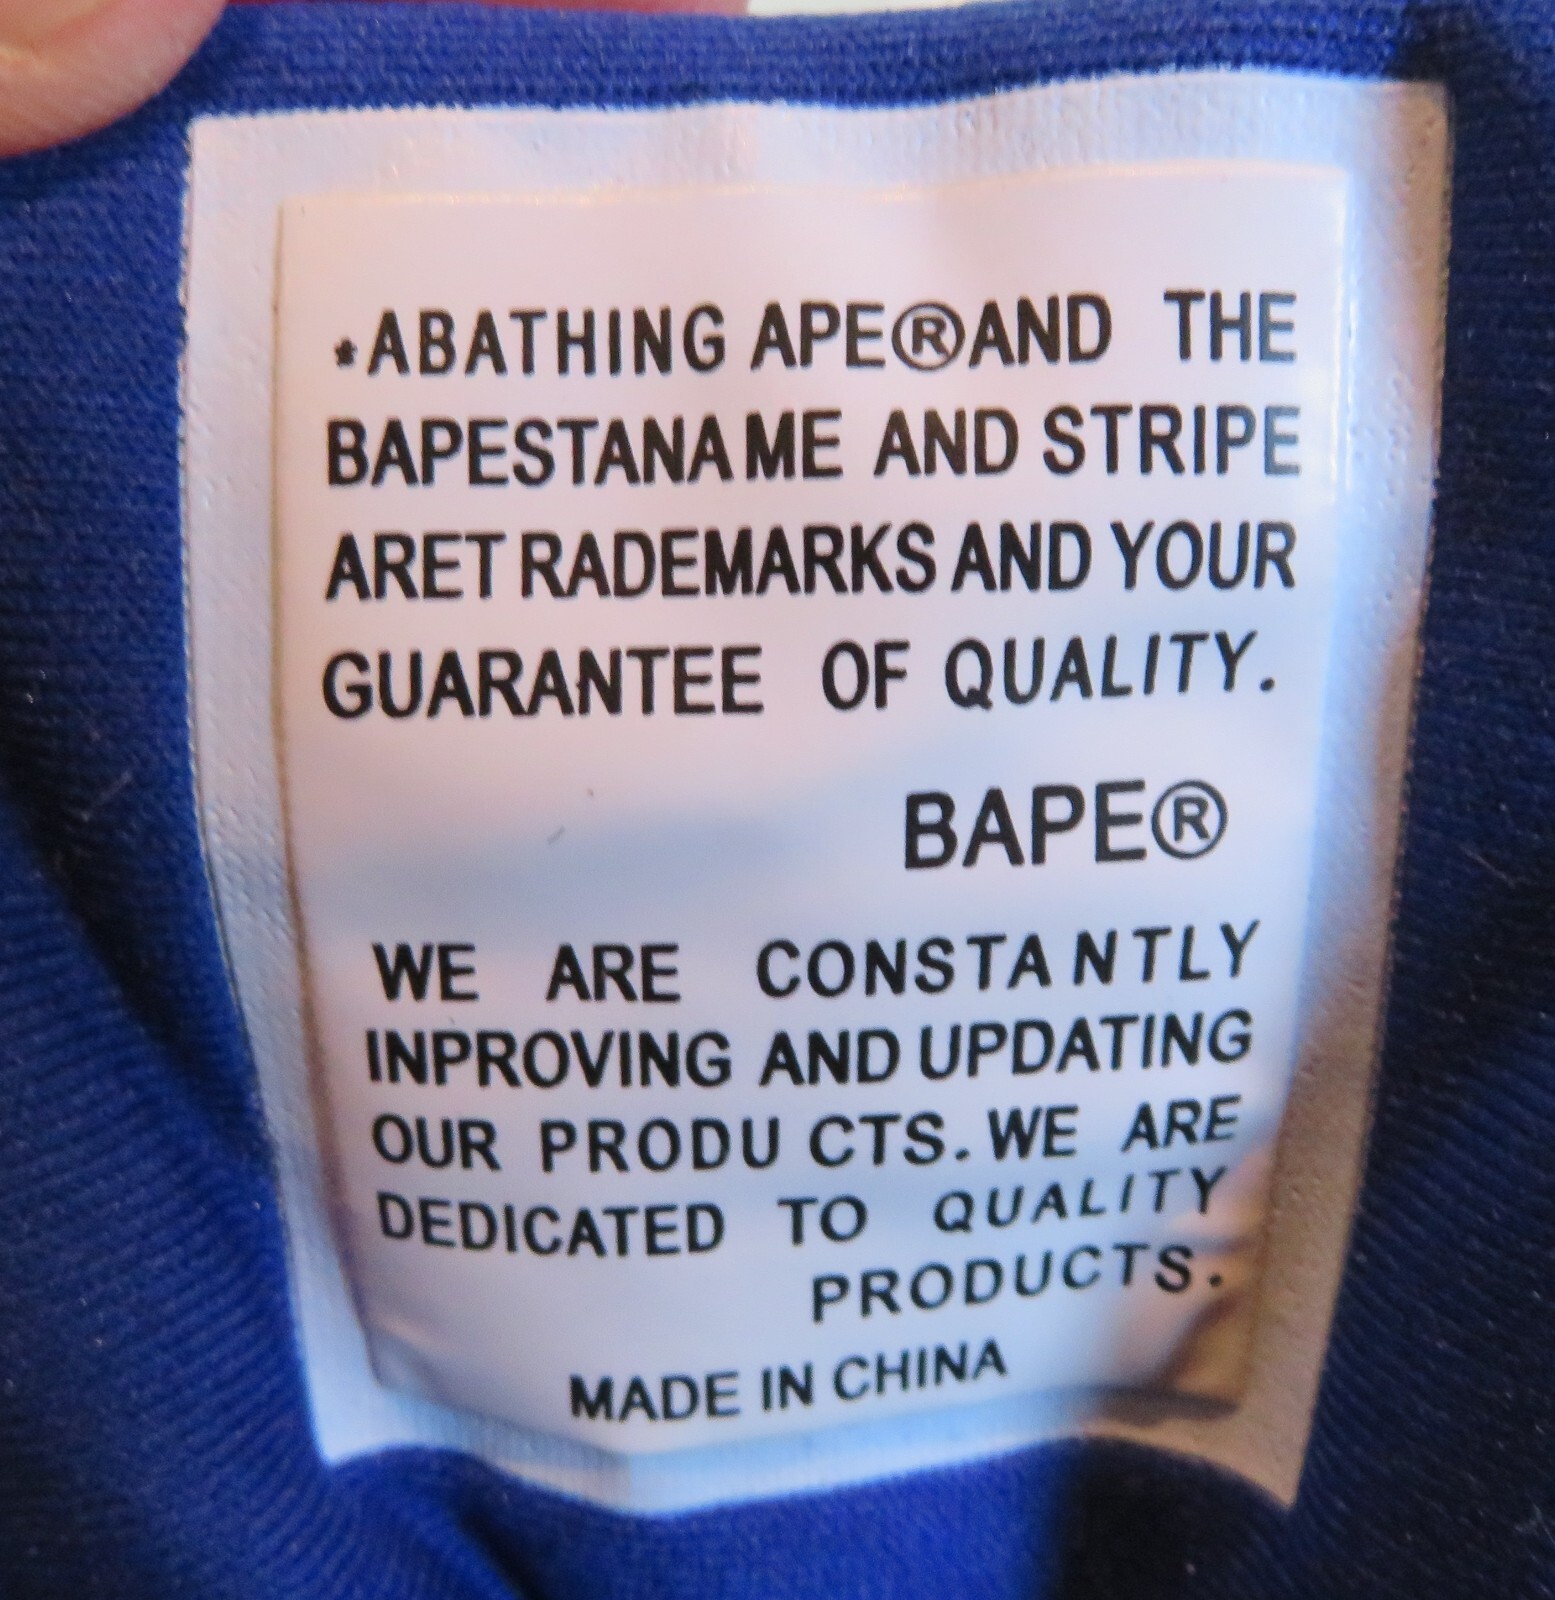 *ABATHING APE®AND THE
BAPESTANAME AND STRIPE
ARET RADEMARKS AND YOUR
GUARANTEE OF QUALITY.
BAPE®
WE ARE CONSTANTLY
INPROVING AND UPDATING
OUR PRODU CTS. WE ARE
DEDICATED TO QUALITY
PRODUCTS.
MADE IN CHINA